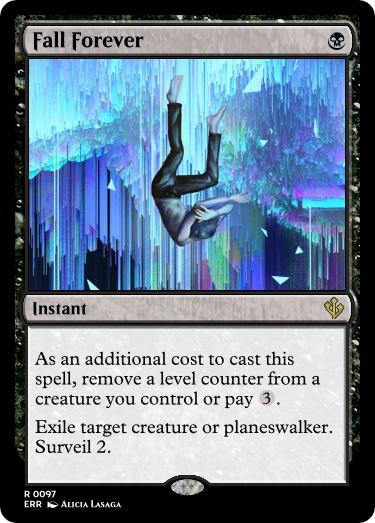 Fall Forever
Instant
As an additional cost to cast this
spell, remove a level counter from a
creature you control or pay 3.
Exile target creature or planeswalker.
Surveil 2.
R 0097
ERR Alicia Lasaga